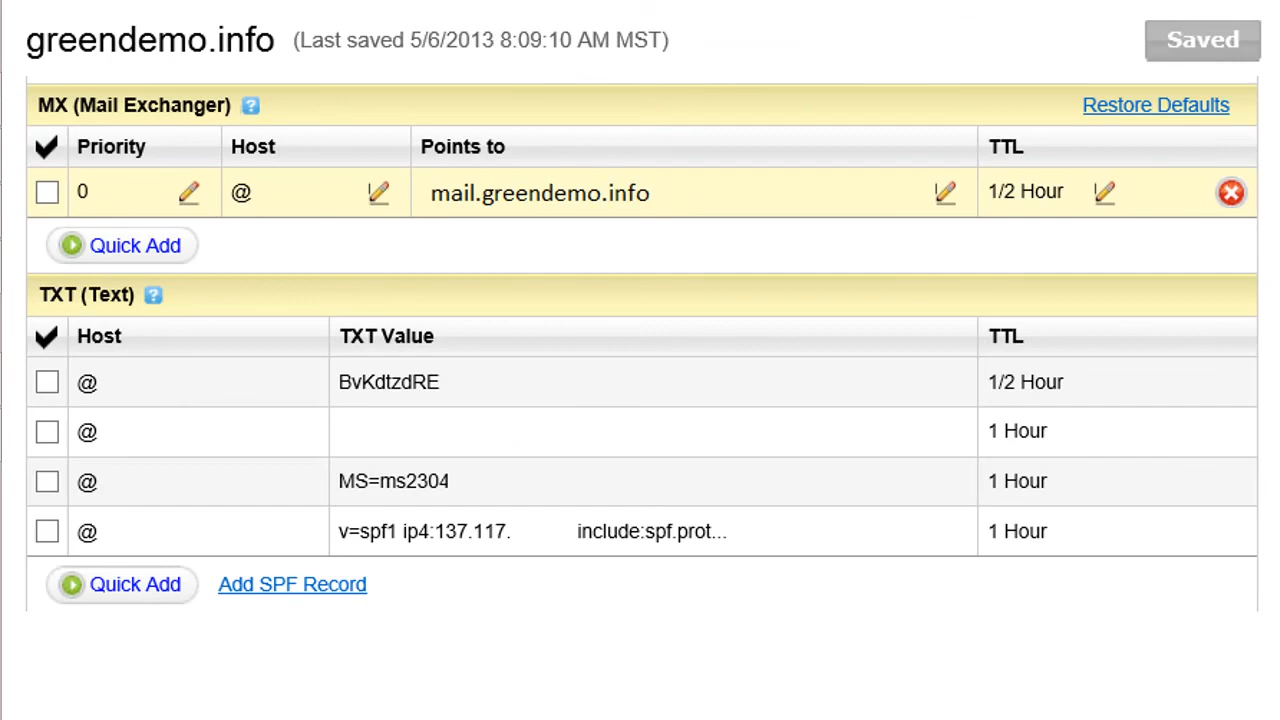 greendemo.info (Last saved 5/6/2013 8:09:10 AM MST) Saved
MX (Mail Exchanger) ? Restore Defaults
Priority Host Points to TTL
0 @ mail.greendemo.info 1/2 Hour
Quick Add
TXT (Text) ?
Host TXT Value TTL
@ BvKdtzdRE 1/2 Hour
@ 1 Hour
@ MS=ms2304 1 Hour
@ v=spf1 ip4:137.117. include:spf.prot... 1 Hour
Quick Add Add SPF Record